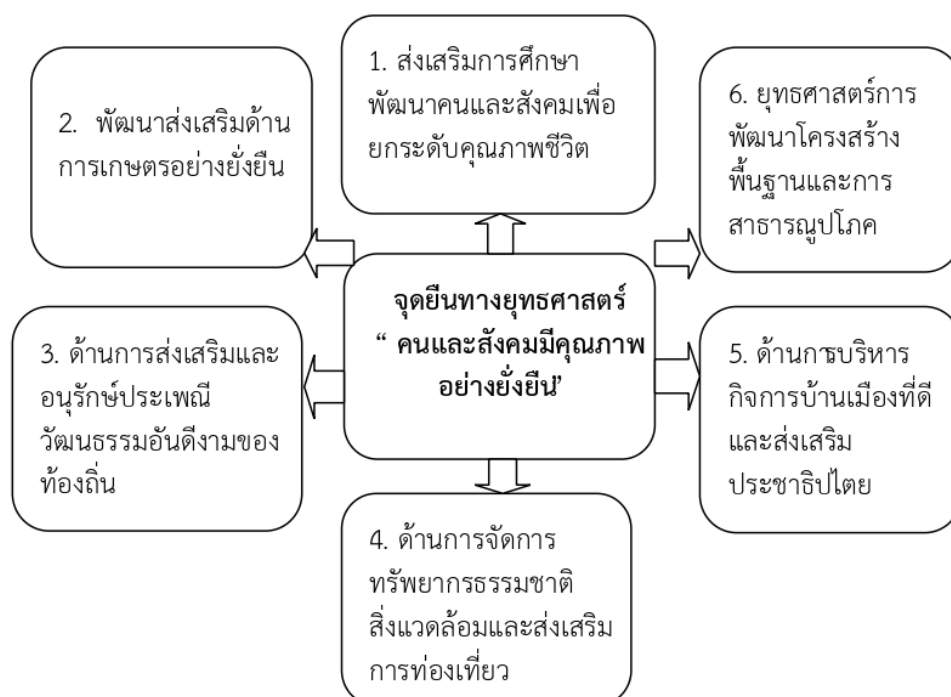 1. ส่งเสริมการศึกษา
พัฒนาคนและสังคมเพื่อ
ยกระดับคุณภาพชีวิต
2. พัฒนาส่งเสริมด้าน
การเกษตรอย่างยั่งยืน
6. ยุทธศาสตร์การ
พัฒนาโครงสร้าง
พื้นฐานและการ
สาธารณูปโภค
จุดยืนทางยุทธศาสตร์
“ คนและสังคมมีคุณภาพ
อย่างยั่งยืน”
3. ด้านการส่งเสริมและ
อนุรักษ์ประเพณี
วัฒนธรรมอันดีงามของ
ท้องถิ่น
5. ด้านการบริหาร
กิจการบ้านเมืองที่ดี
และส่งเสริม
ประชาธิปไตย
4. ด้านการจัดการ
ทรัพยากรธรรมชาติ
สิ่งแวดล้อมและส่งเสริม
การท่องเที่ยว